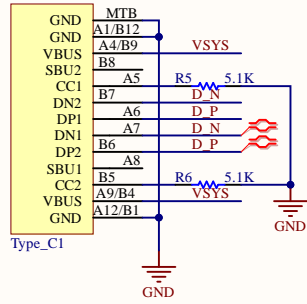 GND MTB
GND A1/B12
VBUS A4/B9 VSYS
SBU2 B8
CC1 A5 R5 5.1K
DN2 B7 D_N
DP1 A6 D_P
DN1 A7 D_N
DP2 B6 D_P
SBU1 A8
CC2 B5 R6 5.1K
VBUS A9/B4 VSYS
GND A12/B1
GND
Type_C1
GND